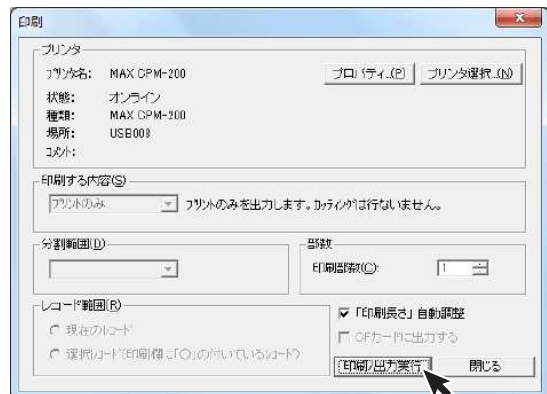 印刷
プリンタ
プリンタ名: MAX CPM-200
プロパティ..(P)
プリンタ選択..(N)
状態: オンライン
種類: MAX CPM-200
場所: USB008
コメント:
印刷する内容(S)
プリントのみ プリントのみを出力します。カッティングは行ないません。
分割範囲(D)
部数
印刷部数(C): 1
レコード範囲(R)
現在のレコード
選択レコード(印刷欄に「○」の付いているレコード)
「印刷長さ」自動調整
CFカードに出力する
印刷/出力実行
閉じる